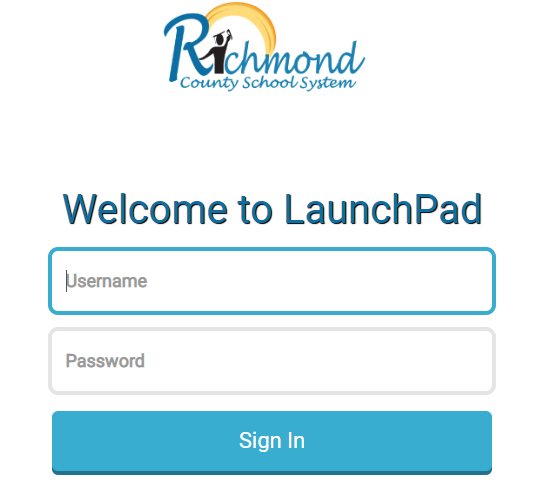 Richmond
County School System
Welcome to LaunchPad
Username
Password
Sign In